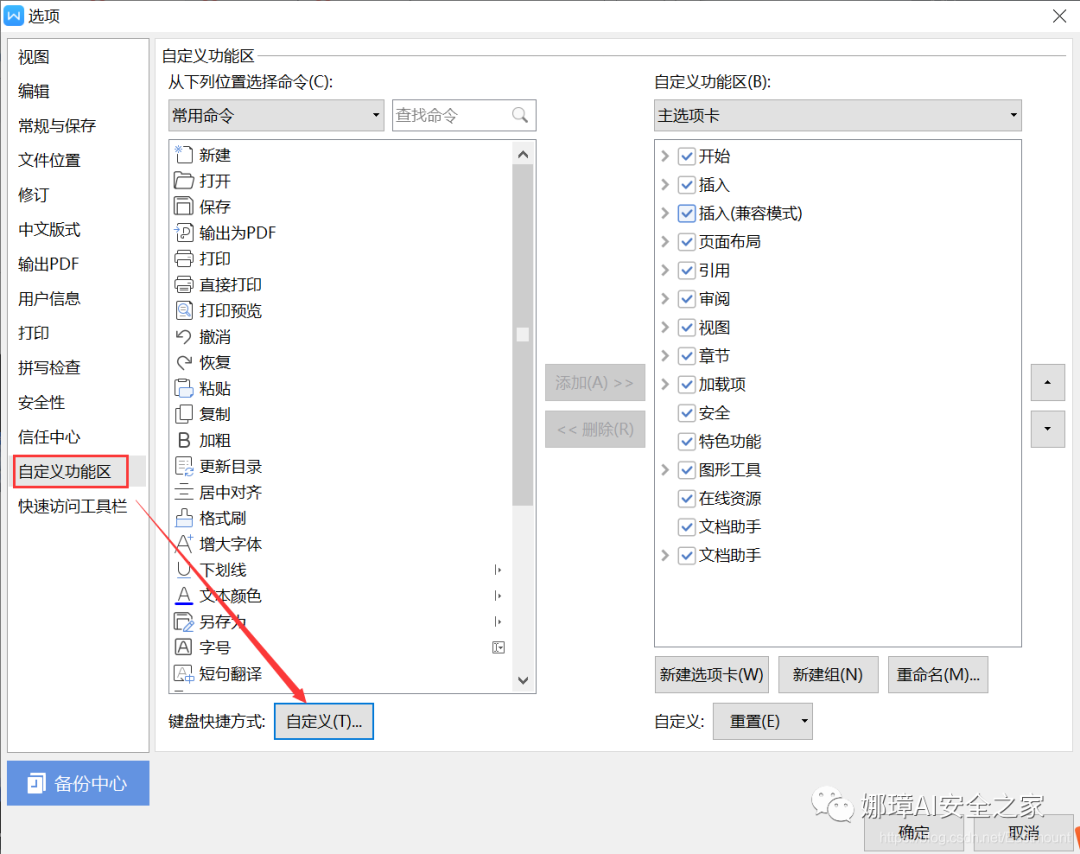 选项
视图
编辑
常规与保存
文件位置
修订
中文版式
输出PDF
用户信息
打印
拼写检查
安全性
信任中心
自定义功能区
快速访问工具栏
备份中心
自定义功能区
从下列位置选择命令(C):
常用命令
查找命令
新建
打开
保存
输出为PDF
打印
直接打印
打印预览
撤消
恢复
粘贴
复制
加粗
更新目录
居中对齐
格式刷
增大字体
下划线
文本颜色
另存为
字号
短句翻译
键盘快捷方式: 自定义(T)...
添加(A) >>
<< 删除(R)
自定义功能区(B):
主选项卡
开始
插入
插入(兼容模式)
页面布局
引用
审阅
视图
章节
加载项
安全
特色功能
图形工具
在线资源
文档助手
文档助手
新建选项卡(W) 新建组(N) 重命名(M)...
自定义: 重置(E)
娜璋AI安全之家
确定 取消